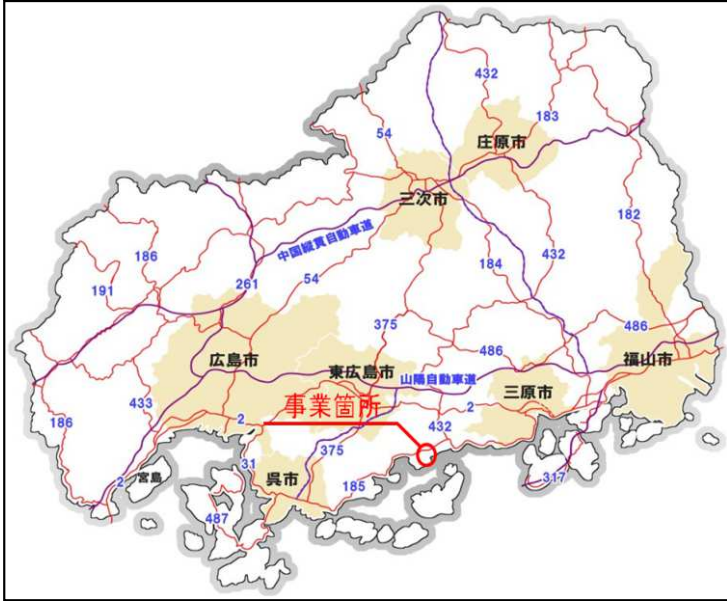 432
183
54
庄原市
三次市
182
中国縦貫自動車道
186
432
191
261
54
184
375
486
486
広島市
東広島市
山陽自動車道
福山市
三原市
433
事業箇所
2
2
186
432
31
375
2
宮島
呉市
185
317
487